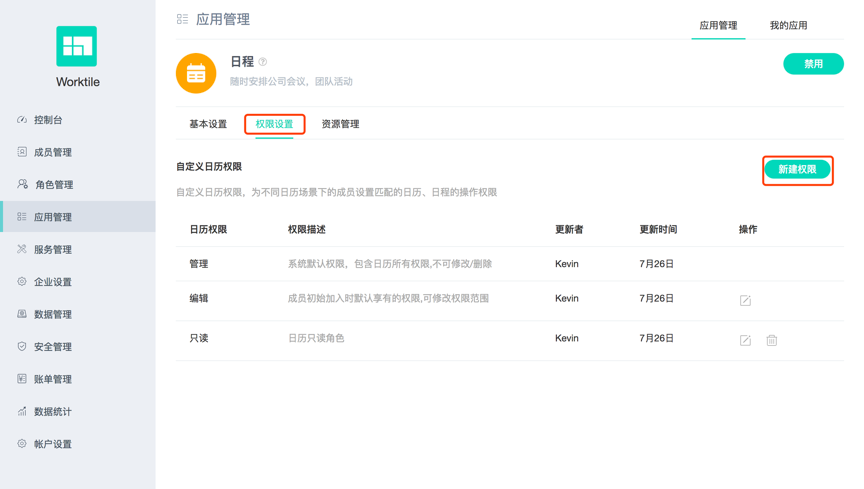 Worktile
控制台
成员管理
角色管理
应用管理
服务管理
企业设置
数据管理
安全管理
账单管理
数据统计
帐户设置
应用管理
应用管理
我的应用
日程
随时安排公司会议，团队活动
禁用
基本设置
权限设置
资源管理
自定义日历权限
新建权限
自定义日历权限，为不同日历场景下的成员设置匹配的日历、日程的操作权限
日历权限 权限描述 更新者 更新时间 操作
管理 系统默认权限，包含日历所有权限,不可修改/删除 Kevin 7月26日
编辑 成员初始加入时默认享有的权限,可修改权限范围 Kevin 7月26日
只读 日历只读角色 Kevin 7月26日